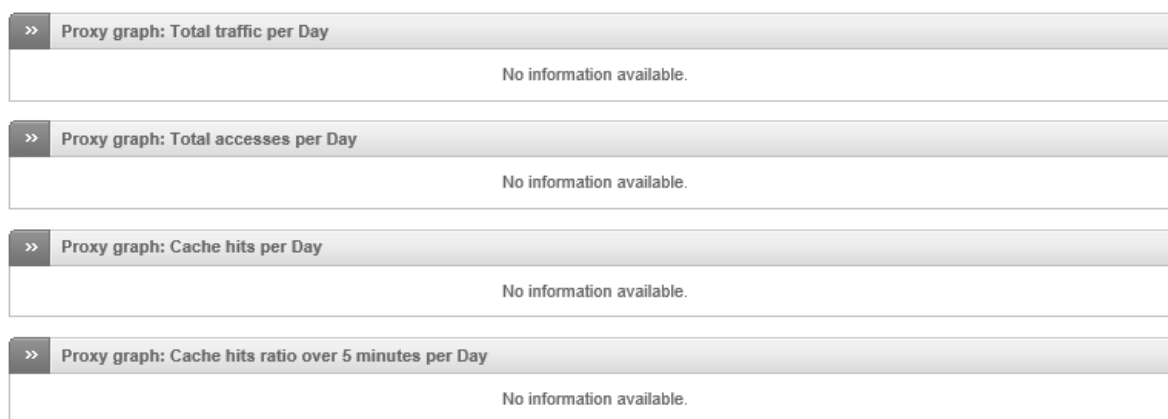 >> Proxy graph: Total traffic per Day
No information available.
>> Proxy graph: Total accesses per Day
No information available.
>> Proxy graph: Cache hits per Day
No information available.
>> Proxy graph: Cache hits ratio over 5 minutes per Day
No information available.